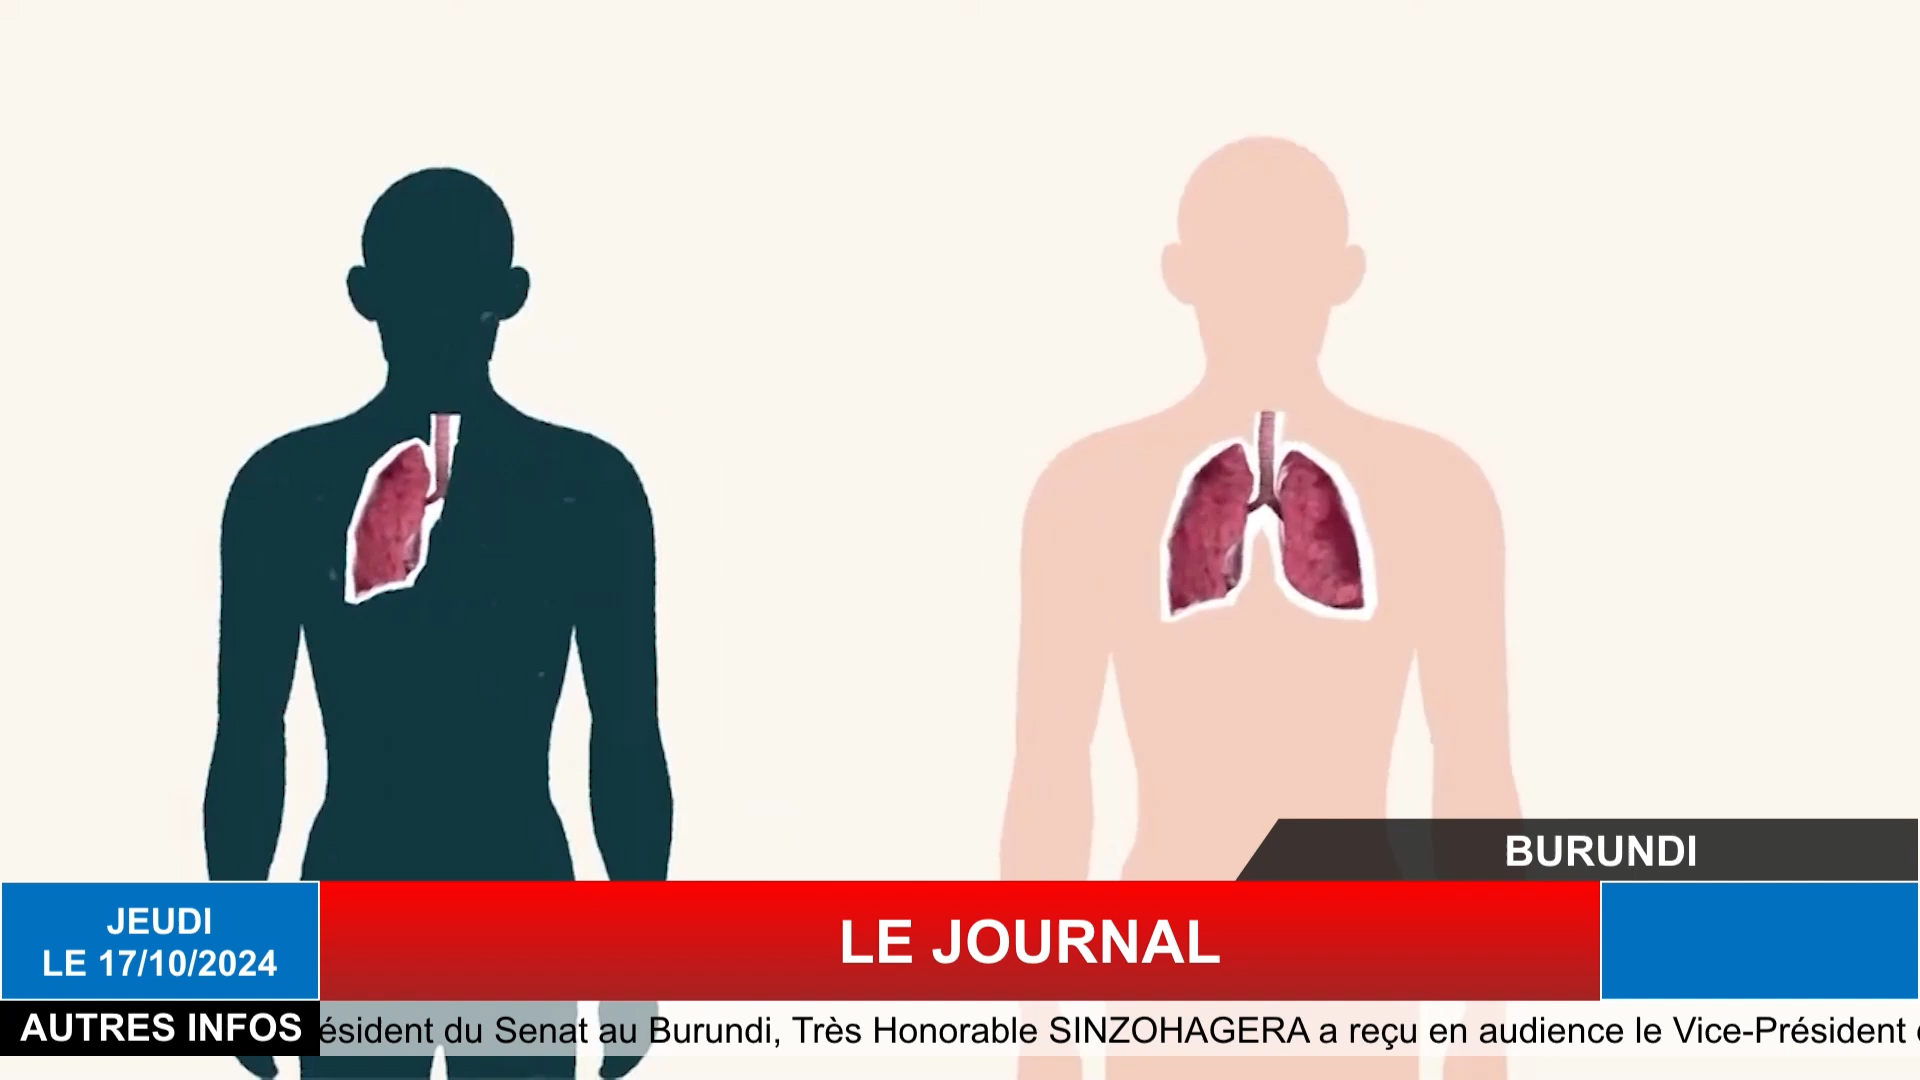 BURUNDI
JEUDI
LE 17/10/2024
LE JOURNAL
AUTRES INFOS
ésident du Senat au Burundi, Très Honorable SINZOHAGERA a reçu en audience le Vice-Président